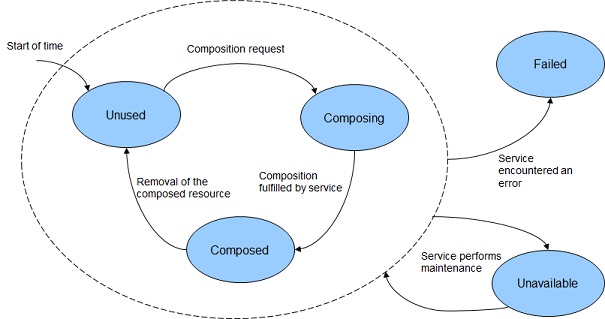 Start of time
Composition request
Failed
Unused
Composing
Service
encountered an
error
Removal of the
composed resource
Composition
fulfilled by service
Composed
Service performs
maintenance
Unavailable